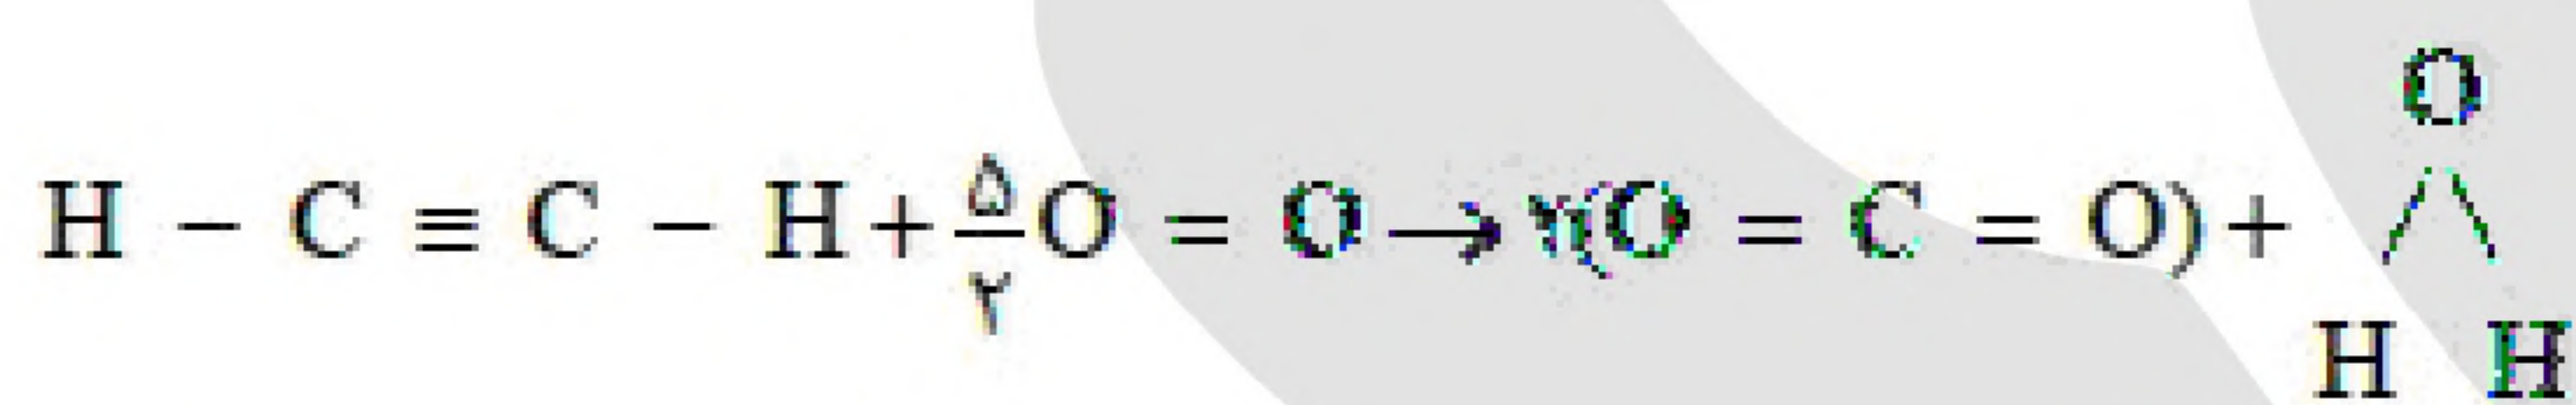 H − C ≡ C − H + ۵/۲ O = O → ۲(O = C = O) + O
H H